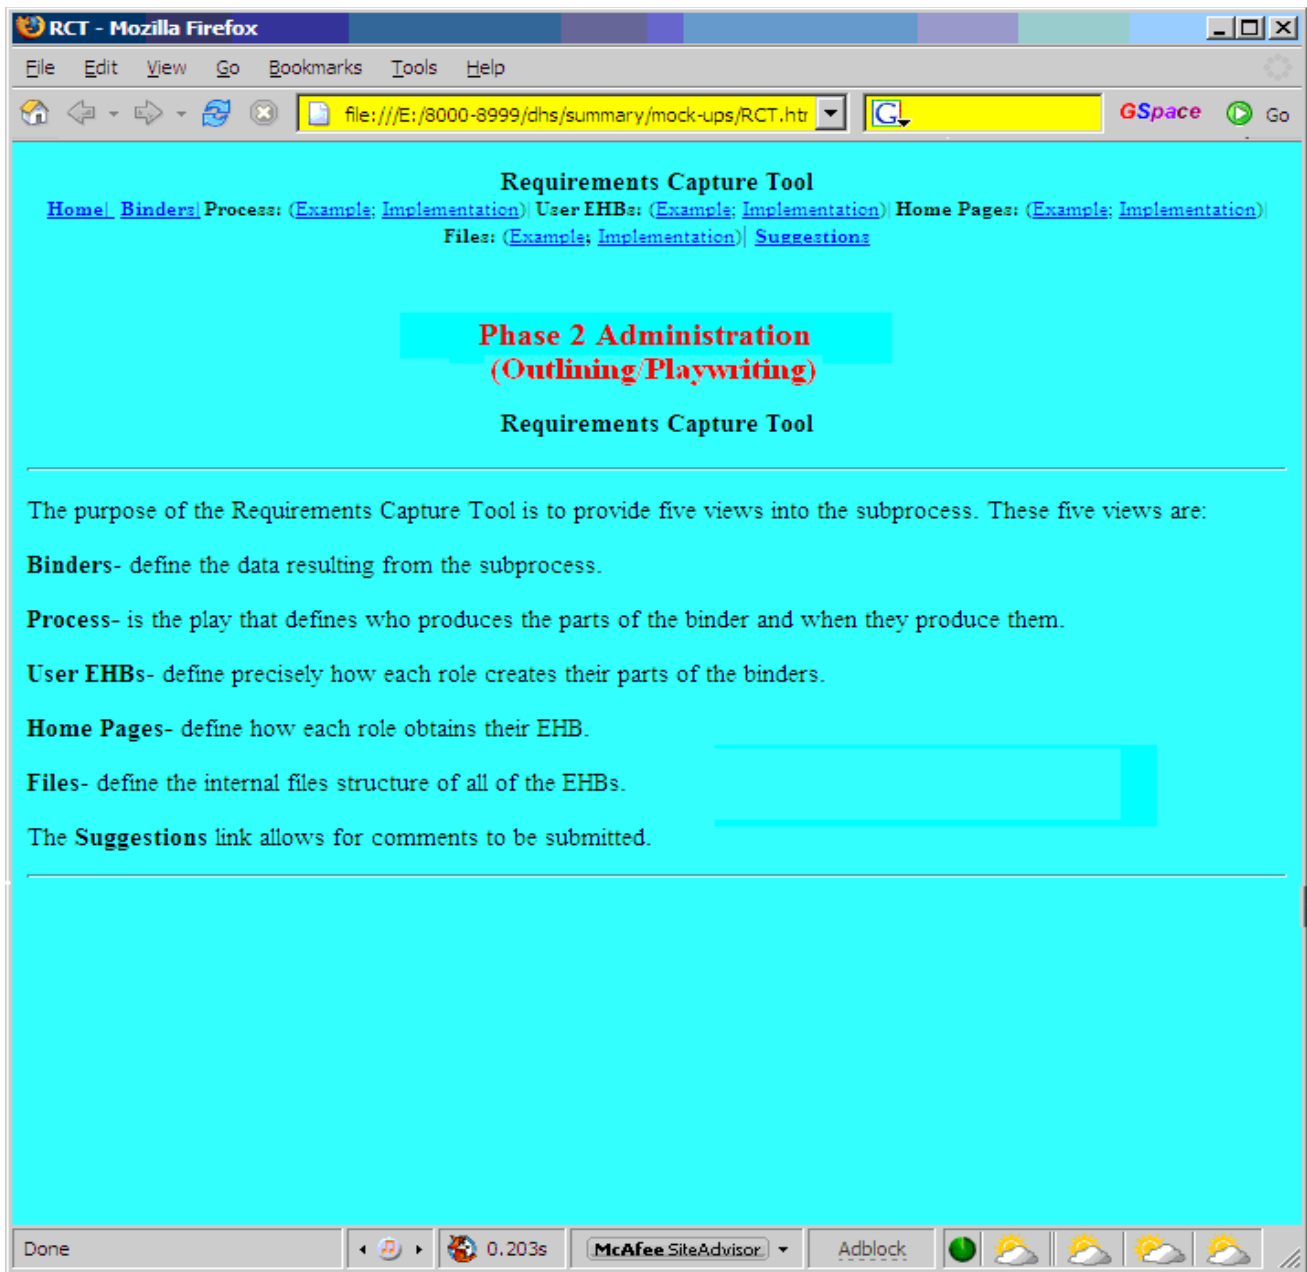 RCT - Mozilla Firefox
File Edit View Go Bookmarks Tools Help
file:///E:/8000-8999/dhs/summary/mock-ups/RCT.htr G GSpace Go
Requirements Capture Tool
Home| Binders| Process: (Example; Implementation)| User EHBs: (Example; Implementation)| Home Pages: (Example; Implementation)|
Files: (Example; Implementation)| Suggestions
Phase 2 Administration
(Outlining/Playwriting)
Requirements Capture Tool
The purpose of the Requirements Capture Tool is to provide five views into the subprocess. These five views are:
Binders- define the data resulting from the subprocess.
Process- is the play that defines who produces the parts of the binder and when they produce them.
User EHBs- define precisely how each role creates their parts of the binders.
Home Pages- define how each role obtains their EHB.
Files- define the internal files structure of all of the EHBs.
The Suggestions link allows for comments to be submitted.
Done 0.203s McAfee SiteAdvisor Adblock